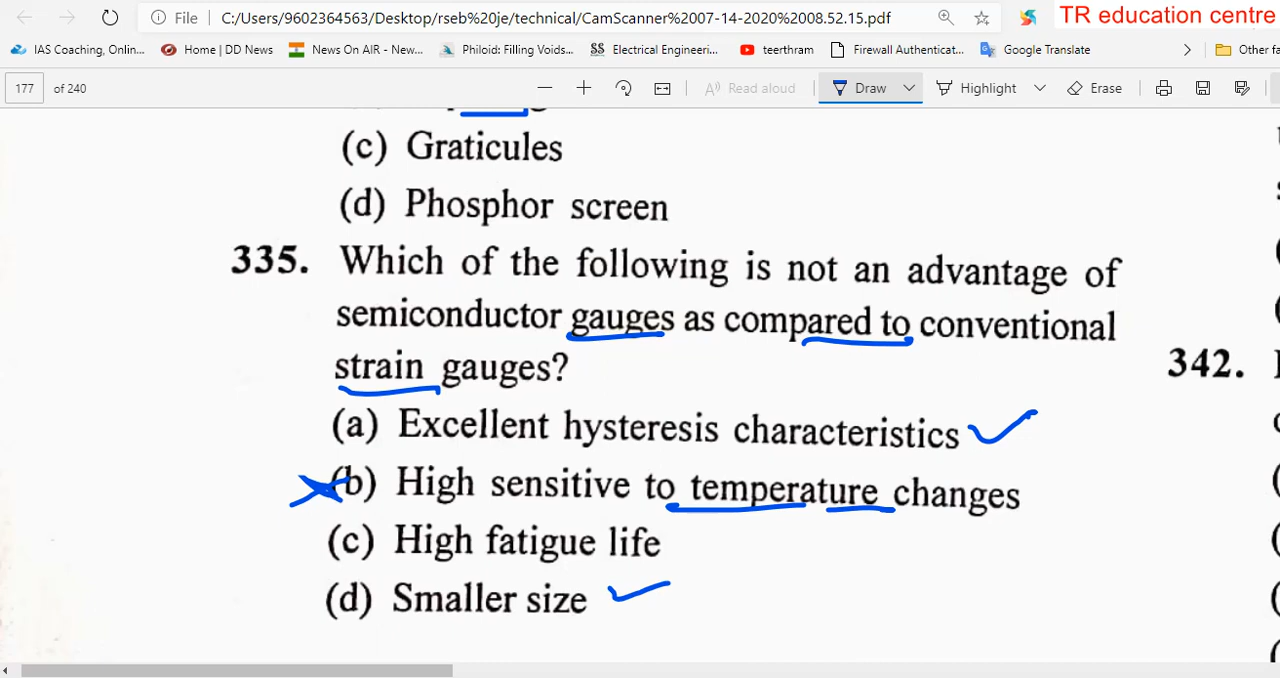 File C:/Users/9602364563/Desktop/rseb%20je/technical/CamScanner%2007-14-2020%2008.52.15.pdf TR education centre
IAS Coaching, Onlin... Home | DD News News On AIR - New... Philoid: Filling Voids.. Electrical Engineeri... teerthram Firewall Authenticat... Google Translate Other fa
177 of 240 Read aloud Draw Highlight Erase
(c) Graticules
(d) Phosphor screen
335. Which of the following is not an advantage of
semiconductor gauges as compared to conventional
strain gauges?
342.
(a) Excellent hysteresis characteristics
(b) High sensitive to temperature changes
(c) High fatigue life
(d) Smaller size